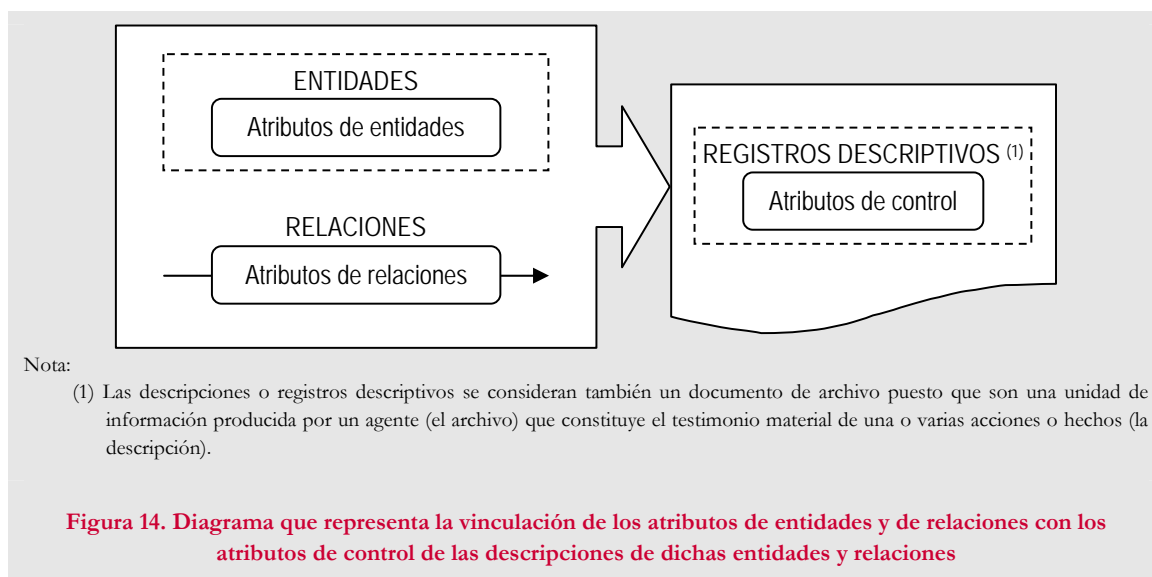 ENTIDADES
Atributos de entidades
RELACIONES
Atributos de relaciones
REGISTROS DESCRIPTIVOS (1)
Atributos de control
Nota:
(1) Las descripciones o registros descriptivos se consideran también un documento de archivo puesto que son una unidad de
información producida por un agente (el archivo) que constituye el testimonio material de una o varias acciones o hechos (la
descripción).
Figura 14. Diagrama que representa la vinculación de los atributos de entidades y de relaciones con los
atributos de control de las descripciones de dichas entidades y relaciones